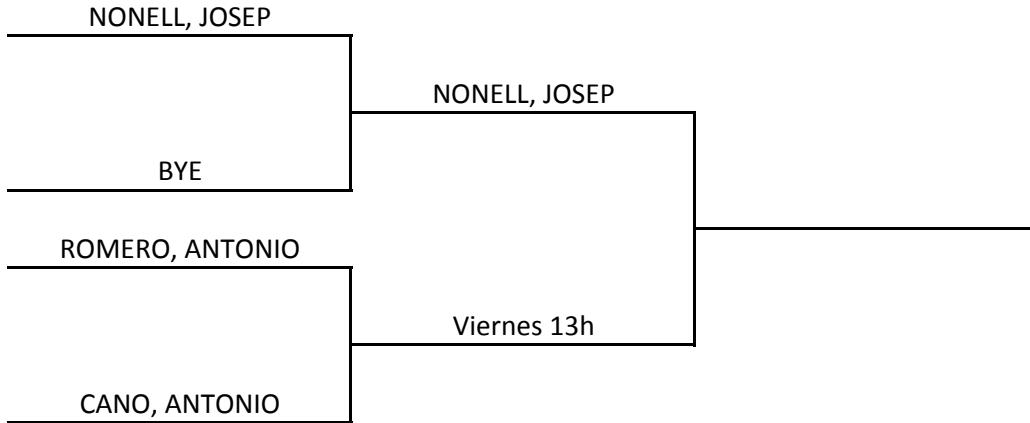 NONELL, JOSEP
NONELL, JOSEP
BYE
ROMERO, ANTONIO
Viernes 13h
CANO, ANTONIO